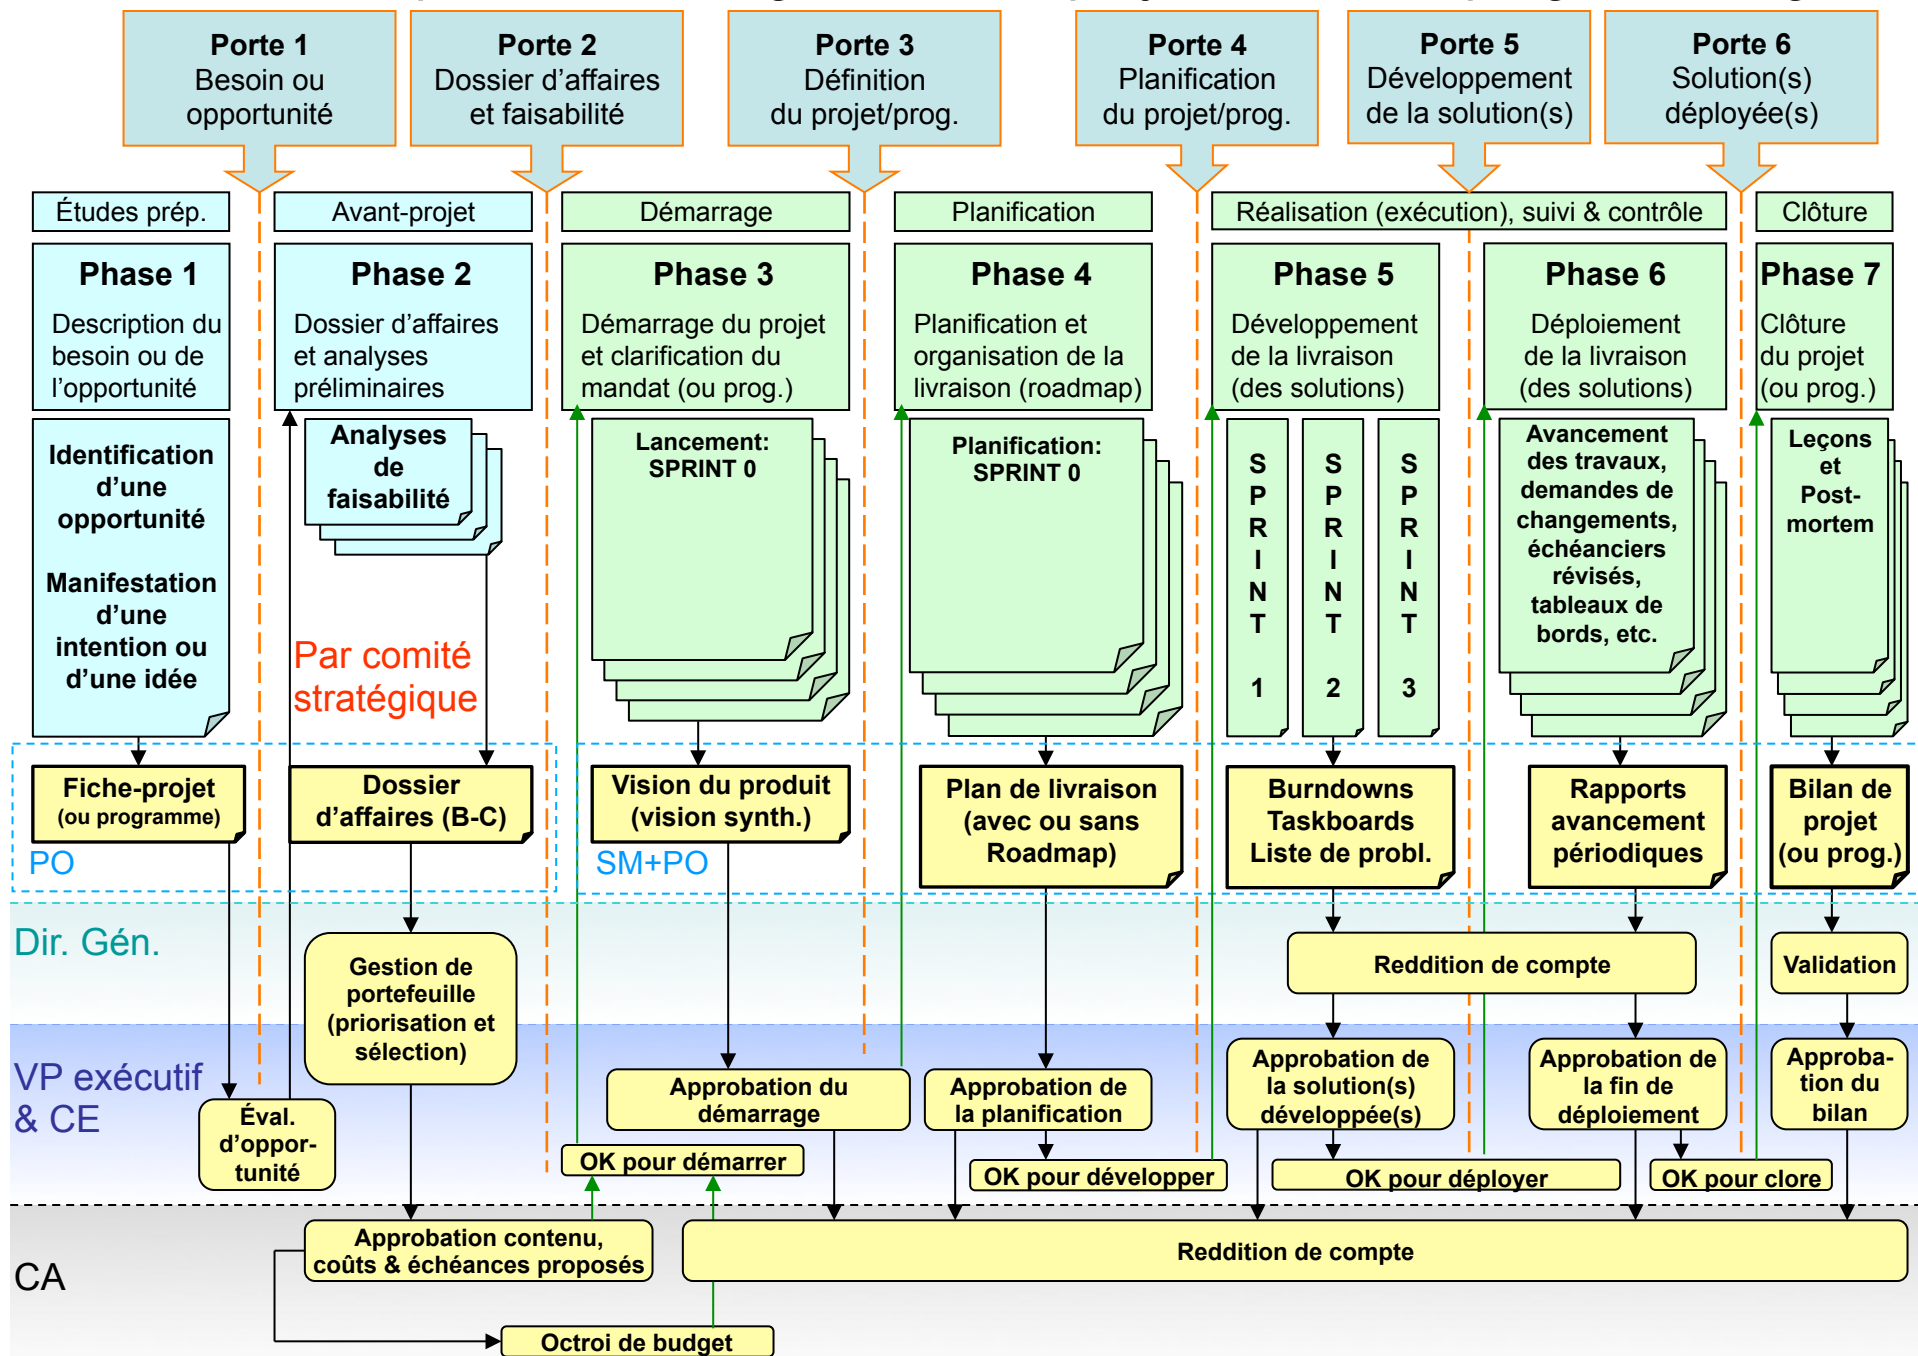 Porte 1
Besoin ou
opportunité
Porte 2
Dossier d’affaires
et faisabilité
Porte 3
Définition
du projet/prog.
Porte 4
Planification
du projet/prog.
Porte 5
Développement
de la solution(s)
Porte 6
Solution(s)
déployée(s)
Études prép.
Avant-projet
Démarrage
Planification
Réalisation (exécution), suivi & contrôle
Clôture
Phase 1
Description du
besoin ou de
l’opportunité
Phase 2
Dossier d’affaires
et analyses
préliminaires
Phase 3
Démarrage du projet
et clarification du
mandat (ou prog.)
Phase 4
Planification et
organisation de la
livraison (roadmap)
Phase 5
Développement
de la livraison
(des solutions)
Phase 6
Déploiement
de la livraison
(des solutions)
Phase 7
Clôture
du projet
(ou prog.)
Identification
d’une
opportunité
Manifestation
d’une
intention ou
d’une idée
Analyses
de
faisabilité
Par comité
stratégique
Lancement:
SPRINT 0
Planification:
SPRINT 0
SPRINT 1
SPRINT 2
SPRINT 3
Avancement
des travaux,
demandes de
changements,
échéanciers
révisés,
tableaux de
bords, etc.
Leçons
et
Post-
mortem
Fiche-projet
(ou programme)
PO
Dossier
d’affaires (B-C)
Vision du produit
(vision synth.)
SM+PO
Plan de livraison
(avec ou sans
Roadmap)
Burndowns
Taskboards
Liste de probl.
Rapports
avancement
périodiques
Bilan de
projet
(ou prog.)
Dir. Gén.
Gestion de
portefeuille
(priorisation et
sélection)
Reddition de compte
Validation
VP exécutif
& CE
Éval.
d’oppor-
tunité
Approbation du
démarrage
Approbation de
la planification
Approbation de
la solution(s)
développée(s)
Approbation de
la fin de
déploiement
Approba-
tion du
bilan
OK pour démarrer
OK pour développer
OK pour déployer
OK pour clore
CA
Approbation contenu,
coûts & échéances proposés
Reddition de compte
Octroi de budget